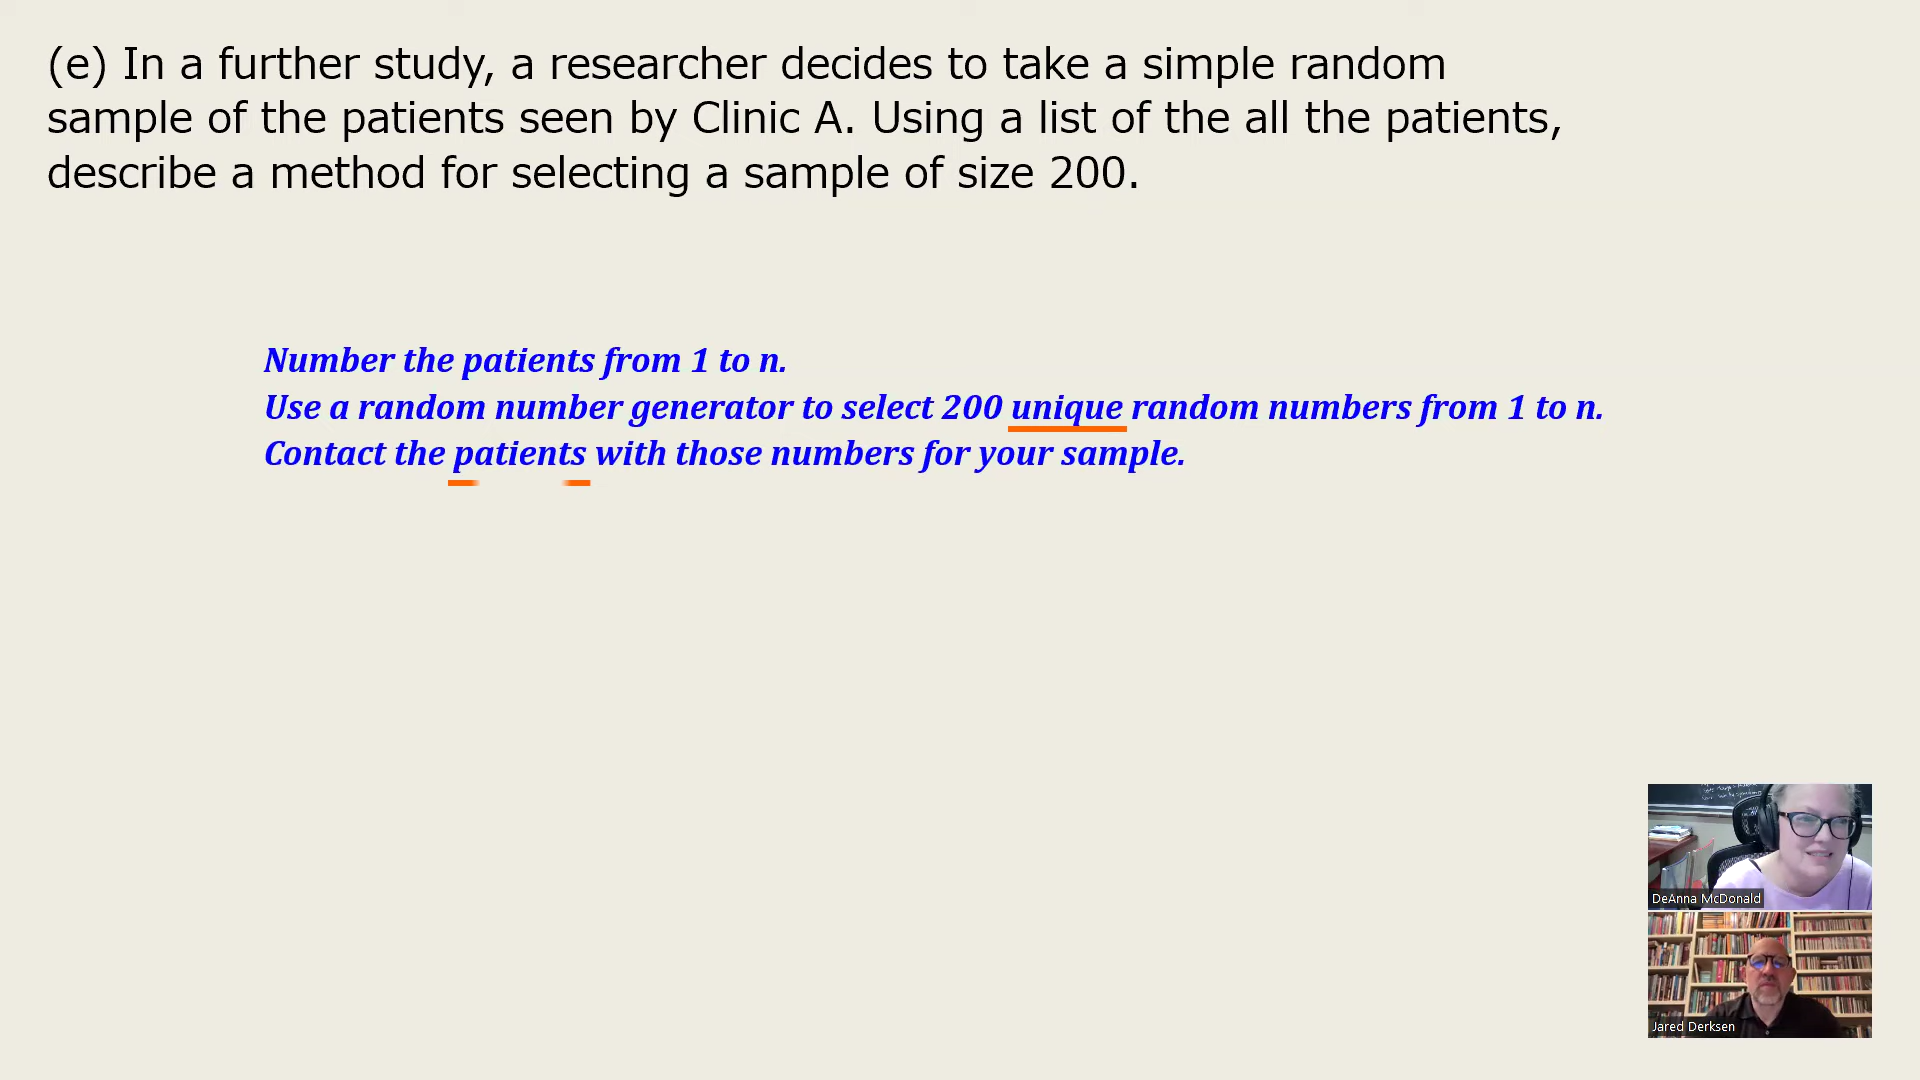 (e) In a further study, a researcher decides to take a simple random
sample of the patients seen by Clinic A. Using a list of the all the patients,
describe a method for selecting a sample of size 200.
Number the patients from 1 to n.
Use a random number generator to select 200 unique random numbers from 1 to n.
Contact the patients with those numbers for your sample.
DeAnna McDonald
Jared Derksen